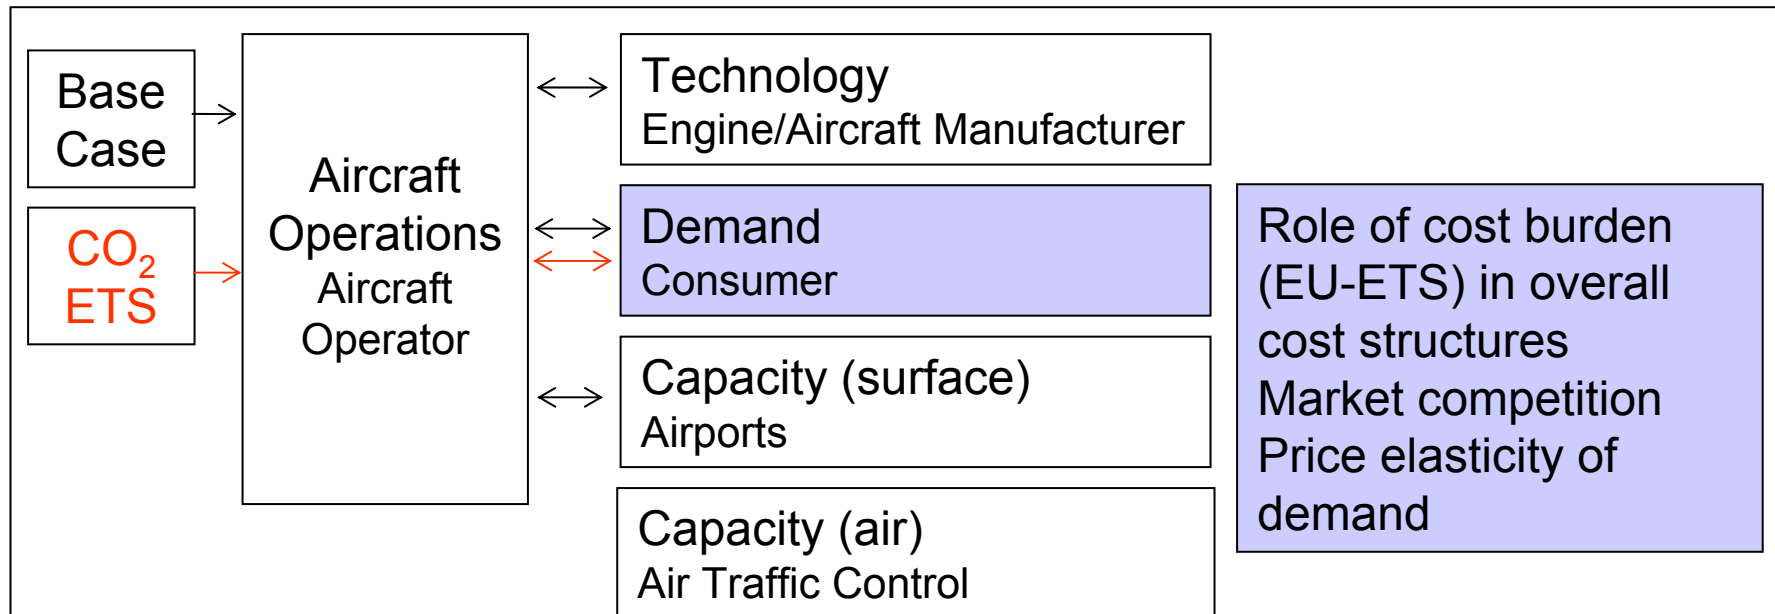 Base
Case
CO₂
ETS
Aircraft
Operations
Aircraft
Operator
Technology
Engine/Aircraft Manufacturer
Demand
Consumer
Capacity (surface)
Airports
Capacity (air)
Air Traffic Control
Role of cost burden
(EU-ETS) in overall
cost structures
Market competition
Price elasticity of
demand